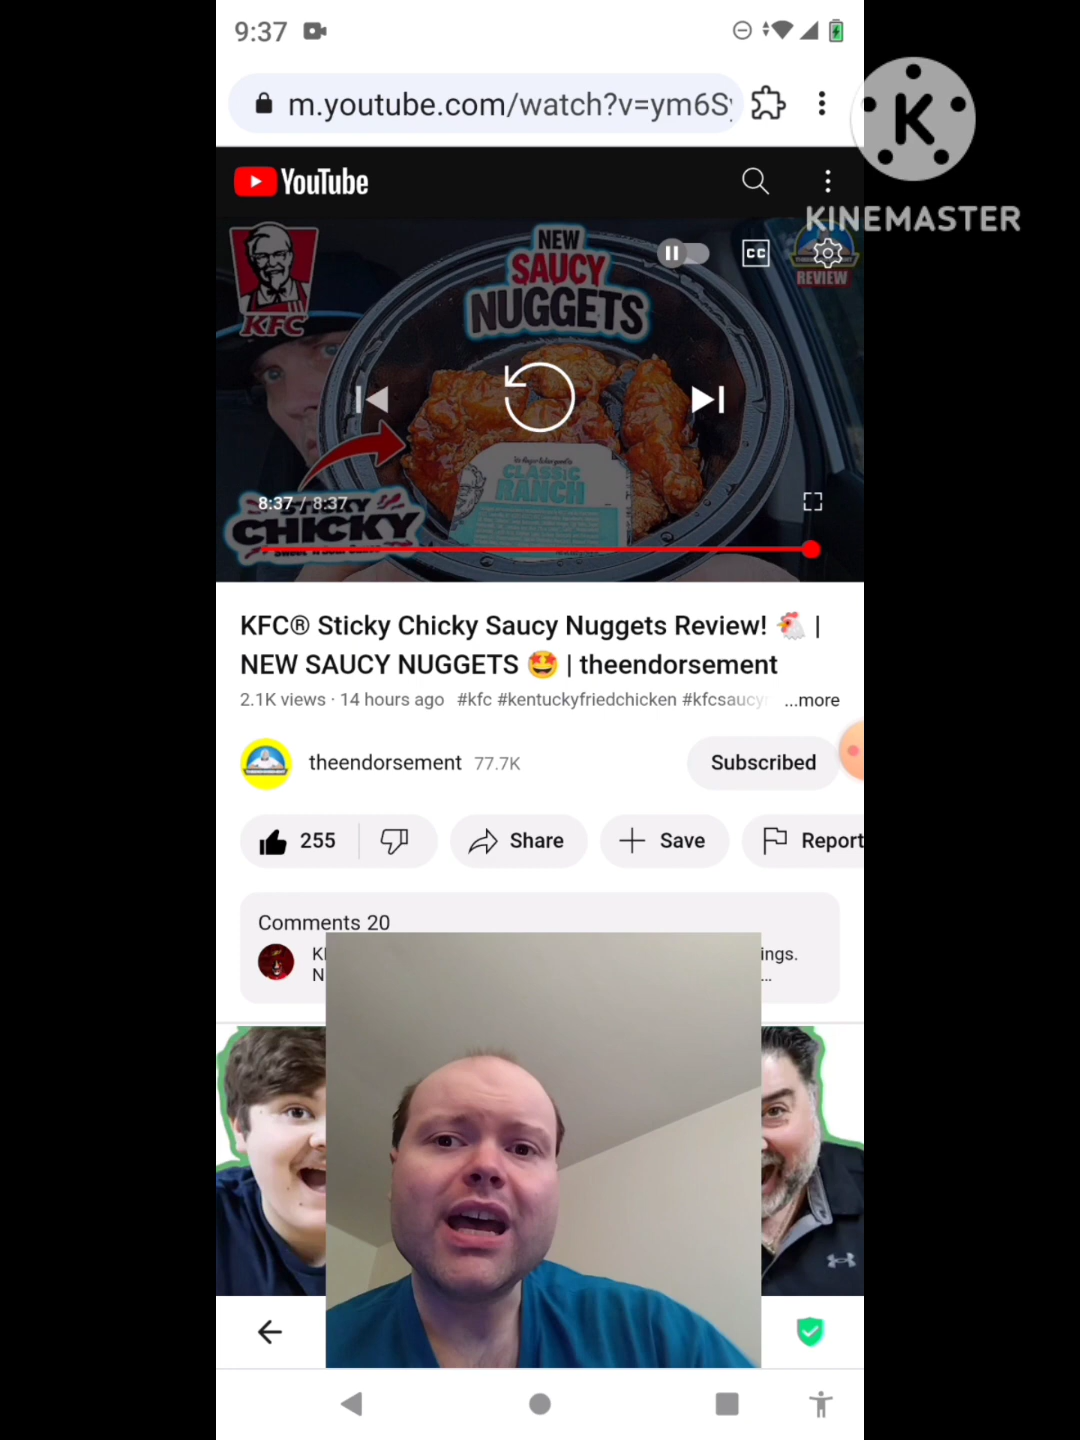 9:37
m.youtube.com/watch?v=ym6S
KINEMASTER
YouTube
KFC
NEW
SAUCY
NUGGETS
CC
REVIEW
CLASSIC
RANCH
8:37 / 8:37
STICKY
CHICKY
KFC® Sticky Chicky Saucy Nuggets Review! 🐔 |
NEW SAUCY NUGGETS 🤩 | theendorsement
2.1K views · 14 hours ago #kfc #kentuckyfriedchicken #kfcsaucy ...more
theendorsement 77.7K
Subscribed
255
Share
Save
Report
Comments 20
ings.
N
...